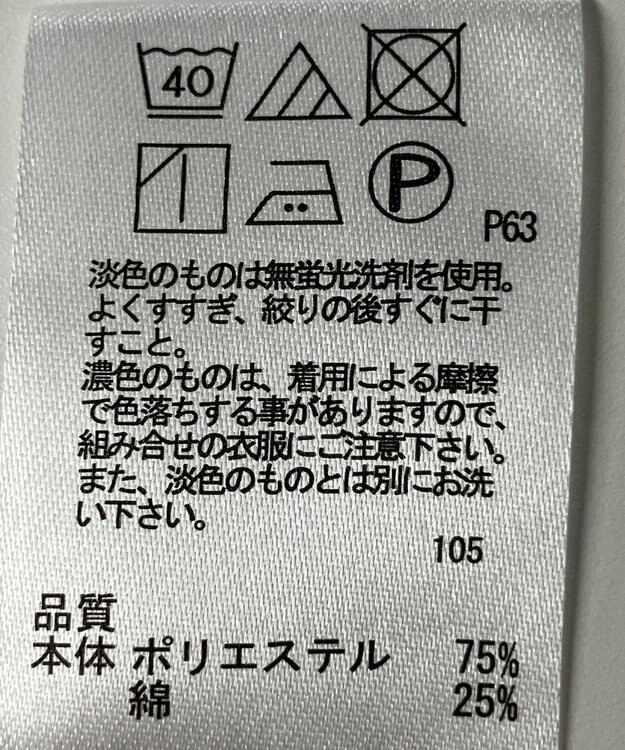 40
P
P63
淡色のものは無蛍光洗剤を使用。
よくすすぎ、絞りの後すぐに干
すこと。
濃色のものは、着用による摩擦
で色落ちする事がありますので、
組み合せの衣服にご注意下さい。
また、淡色のものとは別にお洗
い下さい。
105
品質
本体 ポリエステル 75%
綿 25%